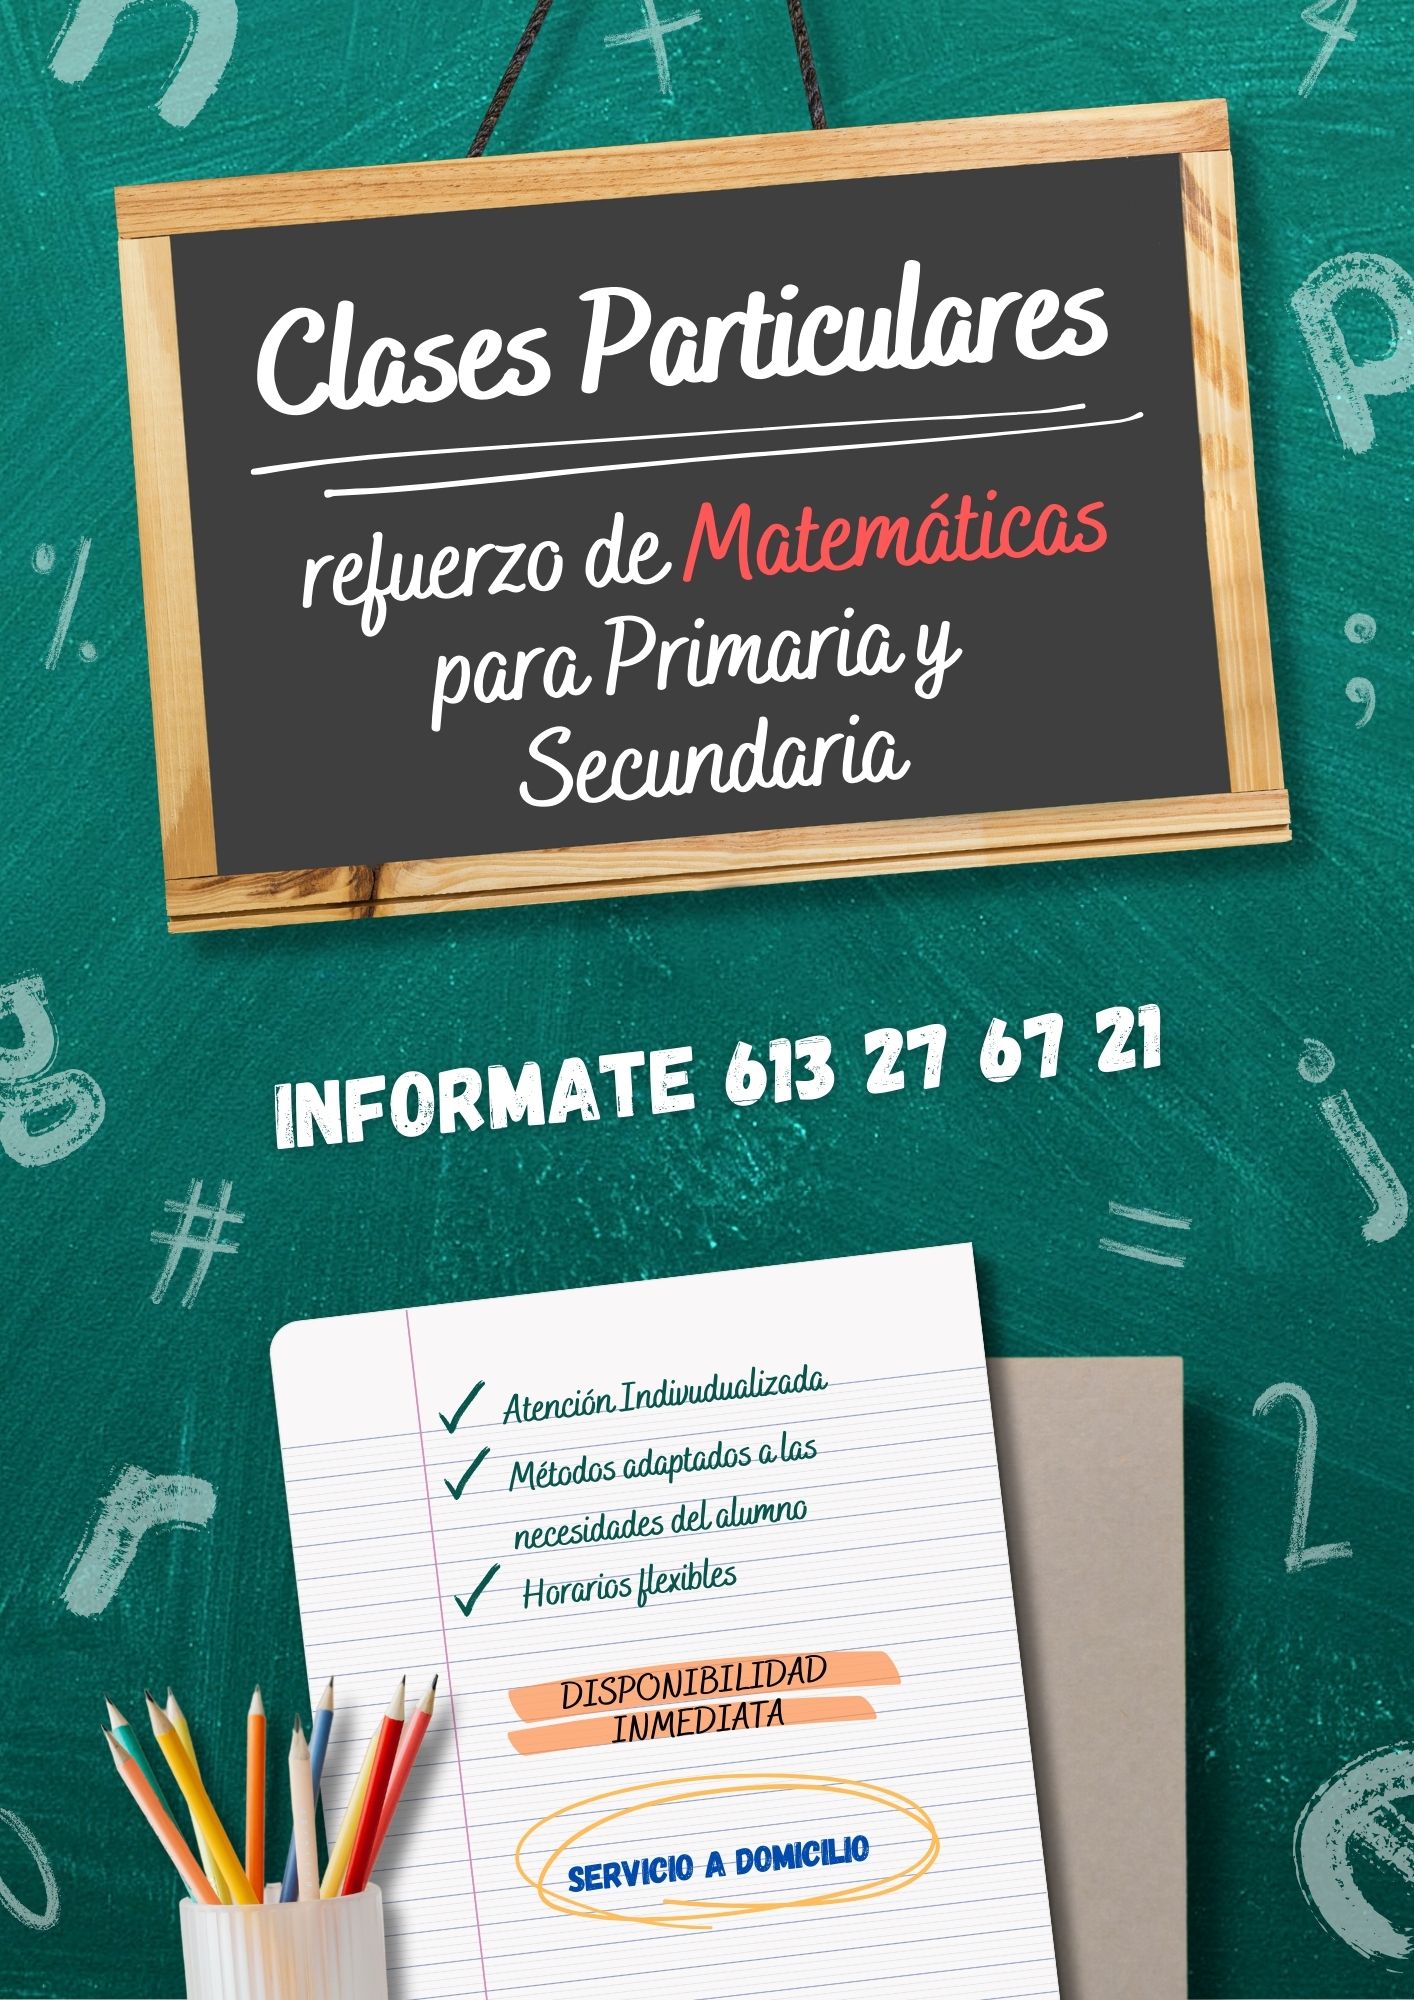 Clases Particulares
refuerzo de Matemáticas
para Primaria y
Secundaria
INFORMATE 613 27 67 21
Atención Indivudualizada
Métodos adaptados a las
necesidades del alumno
Horarios flexibles
DISPONIBILIDAD
INMEDIATA
SERVICIO A DOMICILIO